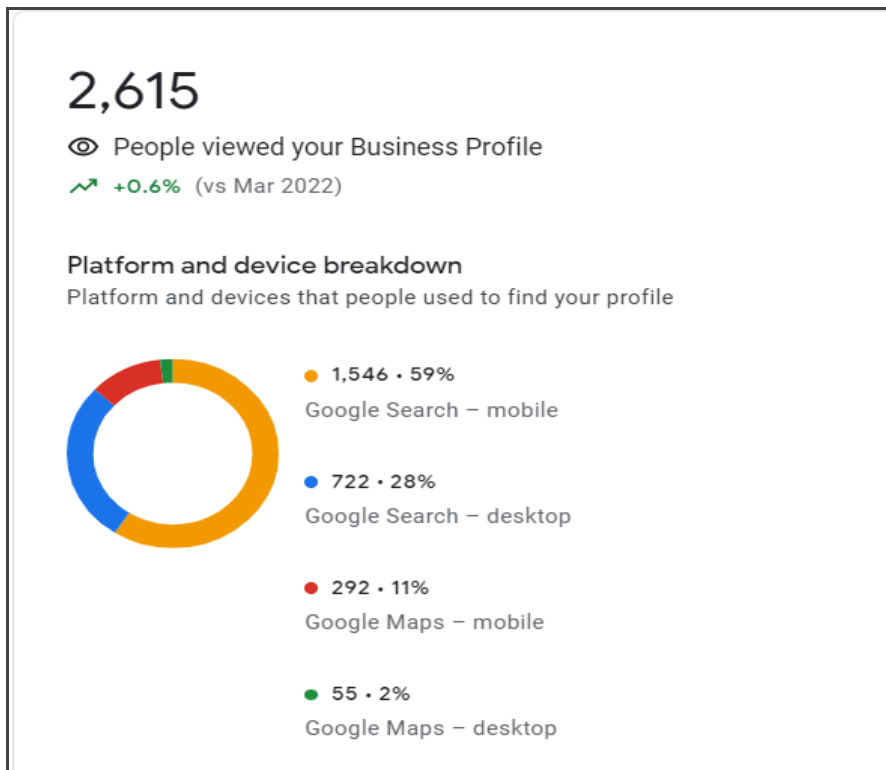 2,615
People viewed your Business Profile
+0.6% (vs Mar 2022)
Platform and device breakdown
Platform and devices that people used to find your profile
1,546 • 59%
Google Search – mobile
722 • 28%
Google Search – desktop
292 • 11%
Google Maps – mobile
55 • 2%
Google Maps – desktop